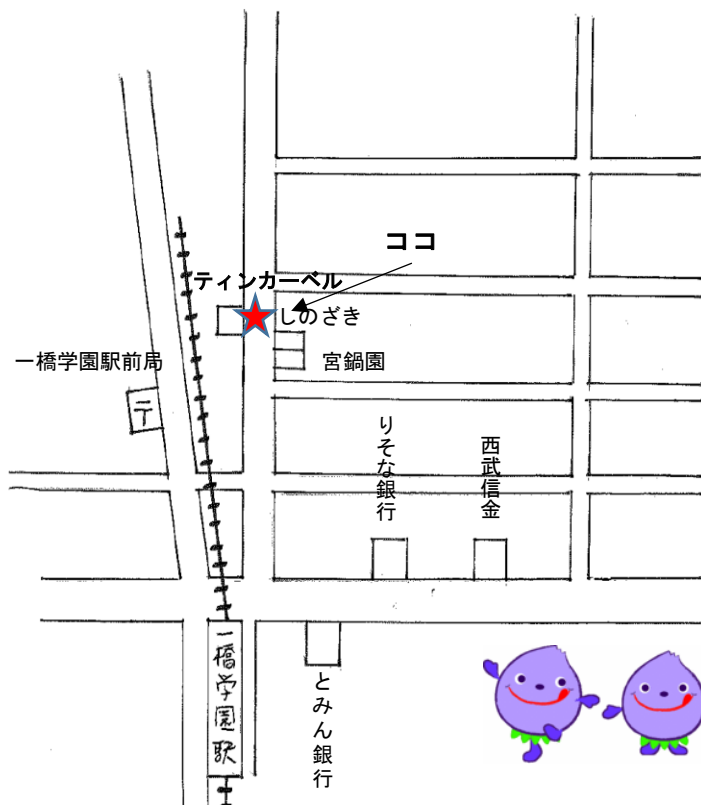 ココ
ティンカーベル
しのざき
一橋学園駅前局
宮鍋園
〒
りそな銀行
西武信金
一橋学園駅
とみん銀行